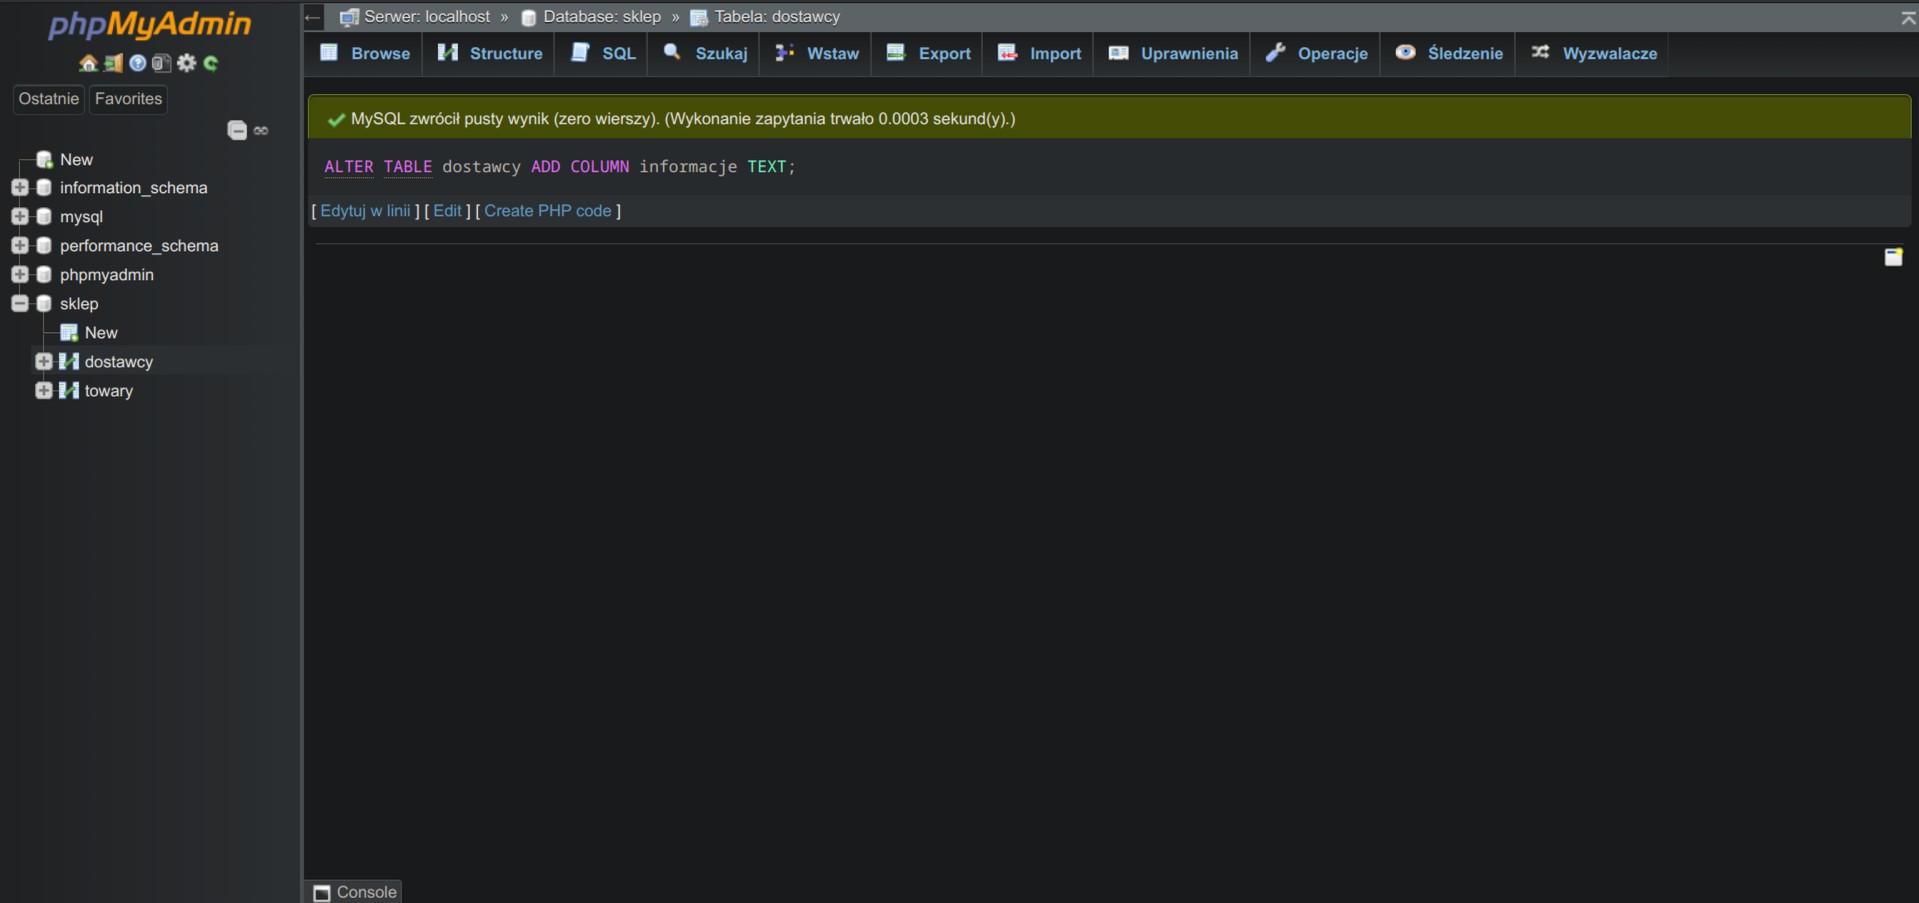 phpMyAdmin
Ostatnie Favorites
New
information_schema
mysql
performance_schema
phpmyadmin
sklep
New
dostawcy
towary
Serwer: localhost » Database: sklep » Tabela: dostawcy
Browse Structure SQL Szukaj Wstaw Export Import Uprawnienia Operacje Śledzenie Wyzwalacze
MySQL zwrócił pusty wynik (zero wierszy). (Wykonanie zapytania trwało 0.0003 sekund(y).)
ALTER TABLE dostawcy ADD COLUMN informacje TEXT;
[ Edytuj w linii ] [ Edit ] [ Create PHP code ]
Console